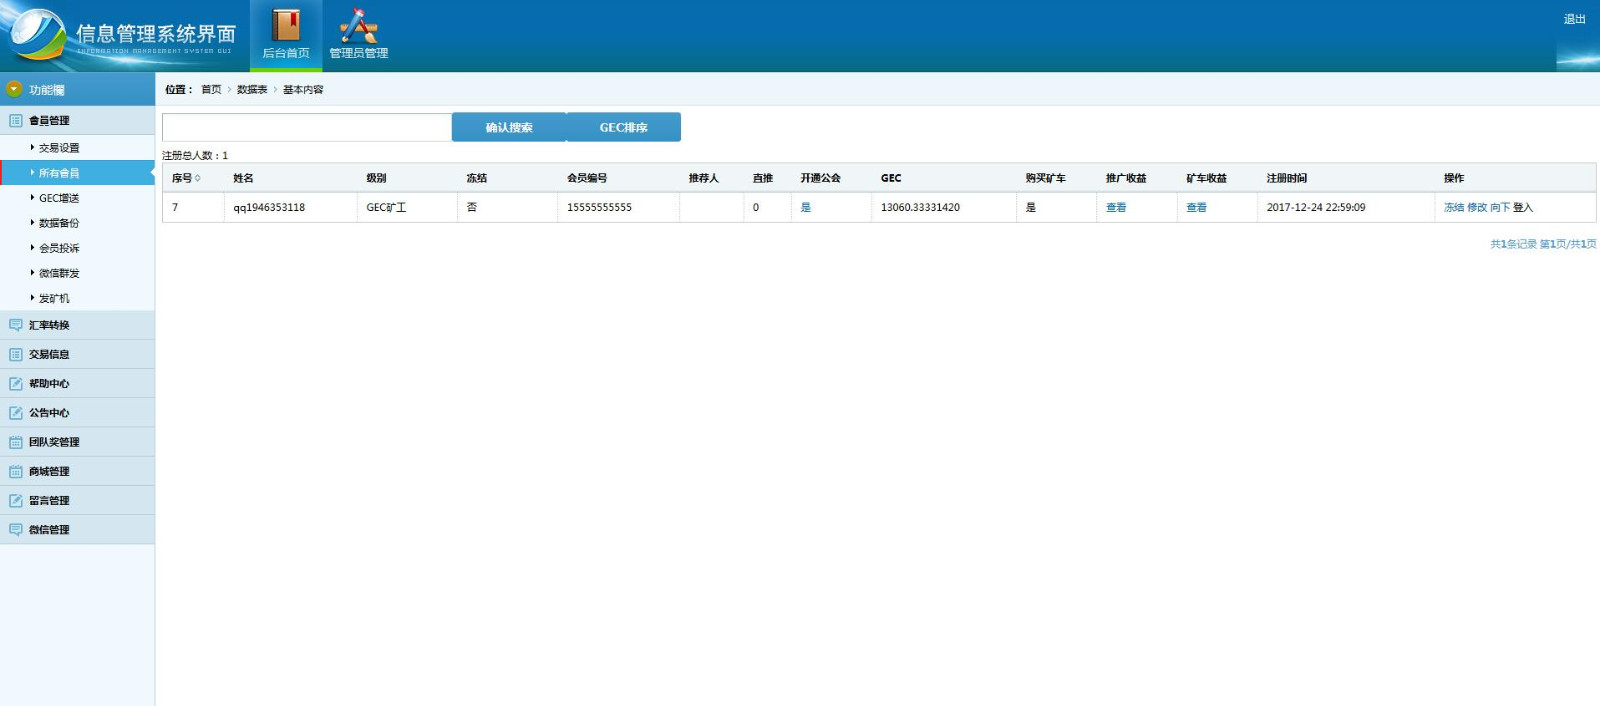 信息管理系统界面
INFORMATION MANAGEMENT SYSTEM GUI
后台首页
管理员管理
退出
功能欄
位置： 首页 › 数据表 › 基本内容
會員管理
交易设置
所有會員
GEC增送
数据备份
会员投诉
微信群发
发矿机
汇率转换
交易信息
帮助中心
公告中心
团队奖管理
商城管理
留言管理
微信管理
确认搜索 GEC排序
注册总人数：1
序号 姓名 级别 冻结 会员编号 推荐人 直推 开通公会 GEC 购买矿车 推广收益 矿车收益 注册时间 操作
7 qq1946353118 GEC矿工 否 15555555555 0 是 13060.33331420 是 查看 查看 2017-12-24 22:59:09 冻结 修改 向下 登入
共1条记录 第1页/共1页